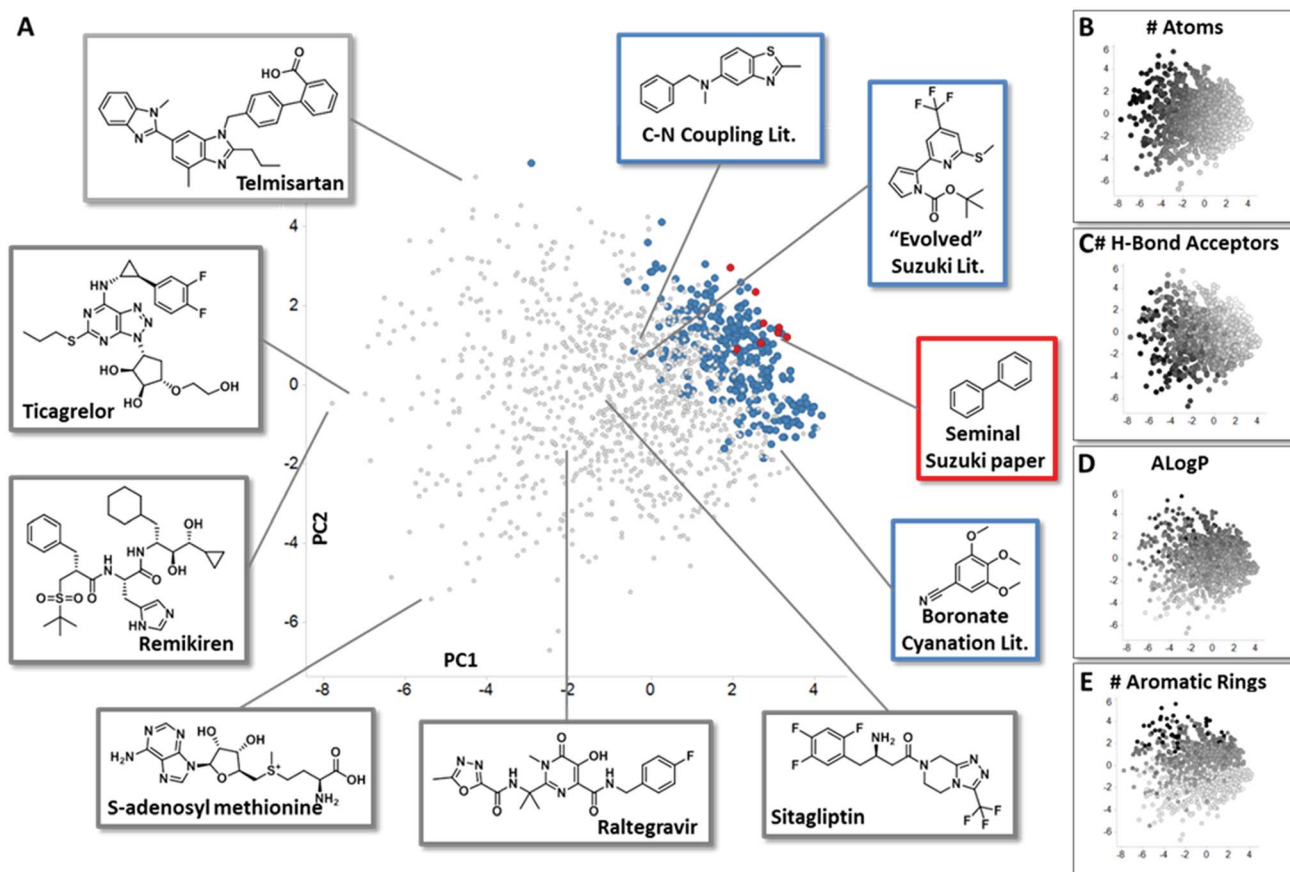 A
B
# Atoms
Telmisartan
C-N Coupling Lit.
"Evolved"
Suzuki Lit.
C
# H-Bond Acceptors
Ticagrelor
Seminal
Suzuki paper
D
ALogP
Remikiren
Boronate
Cyanation Lit.
E
# Aromatic Rings
S-adenosyl methionine
Raltegravir
Sitagliptin
PC1
PC2
4
2
0
-2
-4
-6
-8 -6 -4 -2 0 2 4